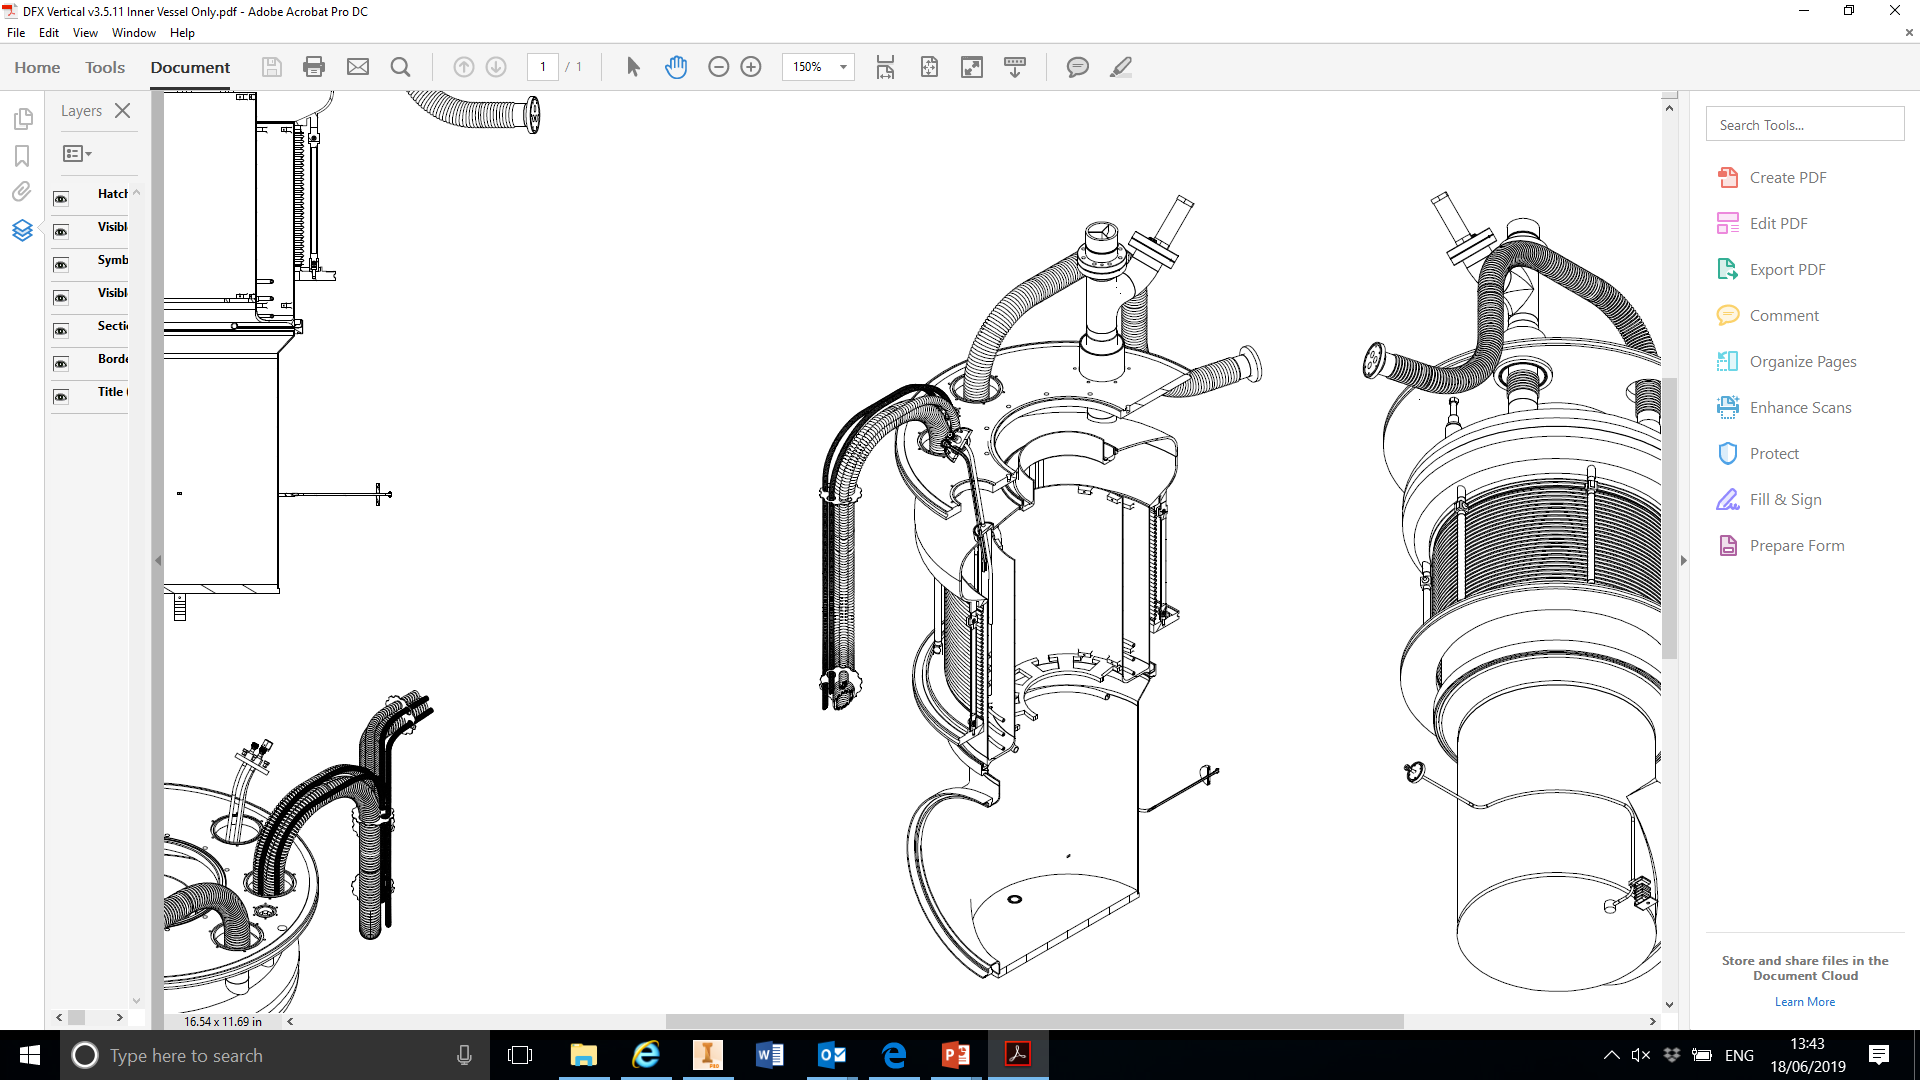 DFX Vertical v3.5.11 Inner Vessel Only.pdf - Adobe Acrobat Pro DC
File Edit View Window Help
Home Tools Document
1 / 1
150%
Layers
Hatch
Visibl
Symb
Visibl
Sectio
Borde
Title (
16.54 x 11.69 in
Search Tools...
Create PDF
Edit PDF
Export PDF
Comment
Organize Pages
Enhance Scans
Protect
Fill & Sign
Prepare Form
Store and share files in the
Document Cloud
Learn More
Type here to search
ENG
13:43
18/06/2019